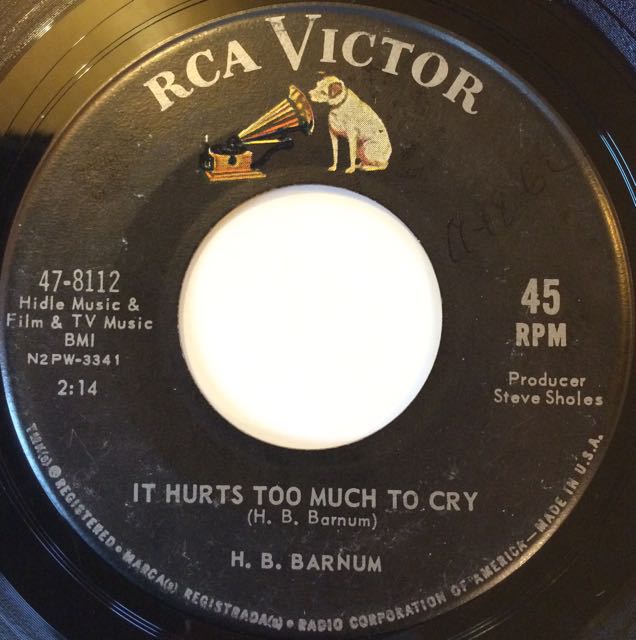 RCA VICTOR
47-8112
Hidle Music &
Film & TV Music
BMI
N2PW-3341
2:14
45
RPM
Producer
Steve Sholes
IT HURTS TOO MUCH TO CRY
(H. B. Barnum)
H. B. BARNUM
TMK(s) ® REGISTERED • MARCA(s) REGISTRADA(s) • RADIO CORPORATION OF AMERICA—MADE IN U.S.A.